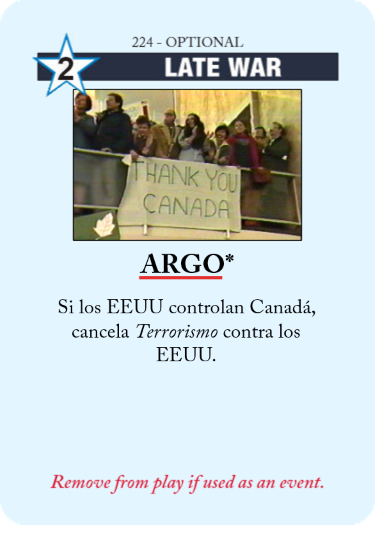 224 - OPTIONAL
2
LATE WAR
THANK YOU
CANADA
ARGO*
Si los EEUU controlan Canadá,
cancela Terrorismo contra los
EEUU.
Remove from play if used as an event.